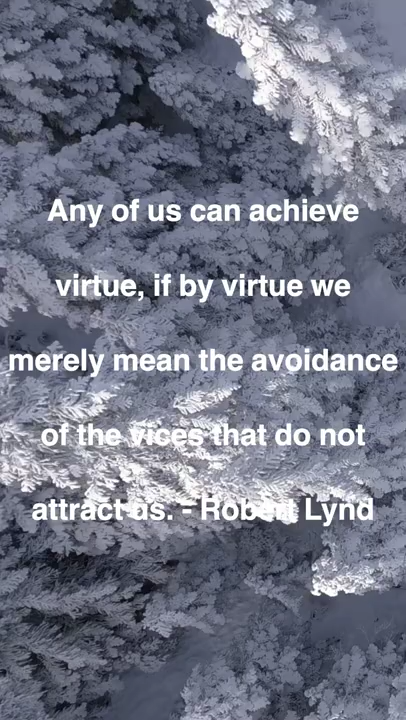 Any of us can achieve
virtue, if by virtue we
merely mean the avoidance
of the vices that do not
attract us. - Robert Lynd